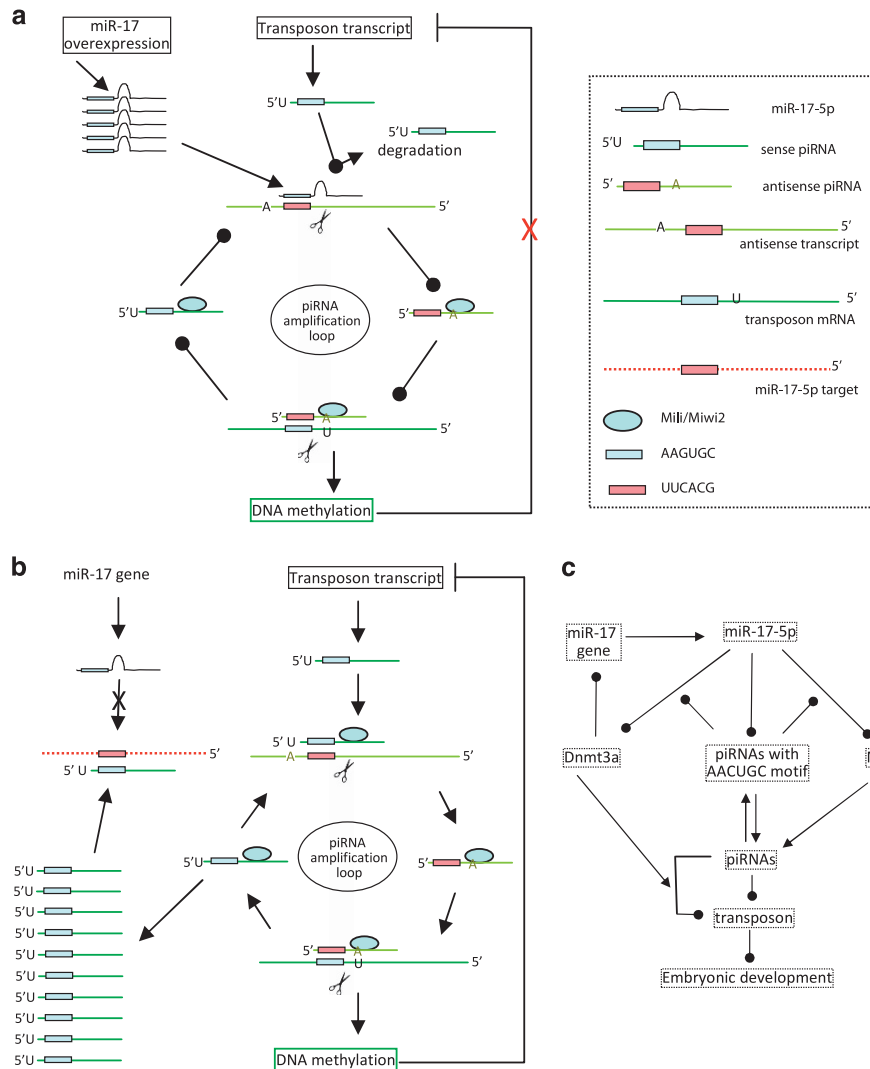 a
miR-17
overexpression
Transposon transcript
5'U
5'U
degradation
A
5'
X
5'U
piRNA
amplification
loop
5'
A
5'
A
U
5'
DNA methylation
miR-17-5p
5'U
sense piRNA
5'
A
antisense piRNA
A
5'
antisense transcript
U
5'
transposon mRNA
5'
miR-17-5p target
Mili/Miwi2
AAGUGC
UUCACG
b
miR-17 gene
Transposon transcript
5'U
X
5' U
5'
A
5'
5' U
piRNA
amplification
loop
5'U
5'
A
5'U
5'U
5'U
5'U
5'U
5'U
5'U
5'U
5'U
5'U
5'
A
U
5'
DNA methylation
c
miR-17
gene
miR-17-5p
Dnmt3a
piRNAs with
AACUGC motif
piRNAs
transposon
Embryonic development